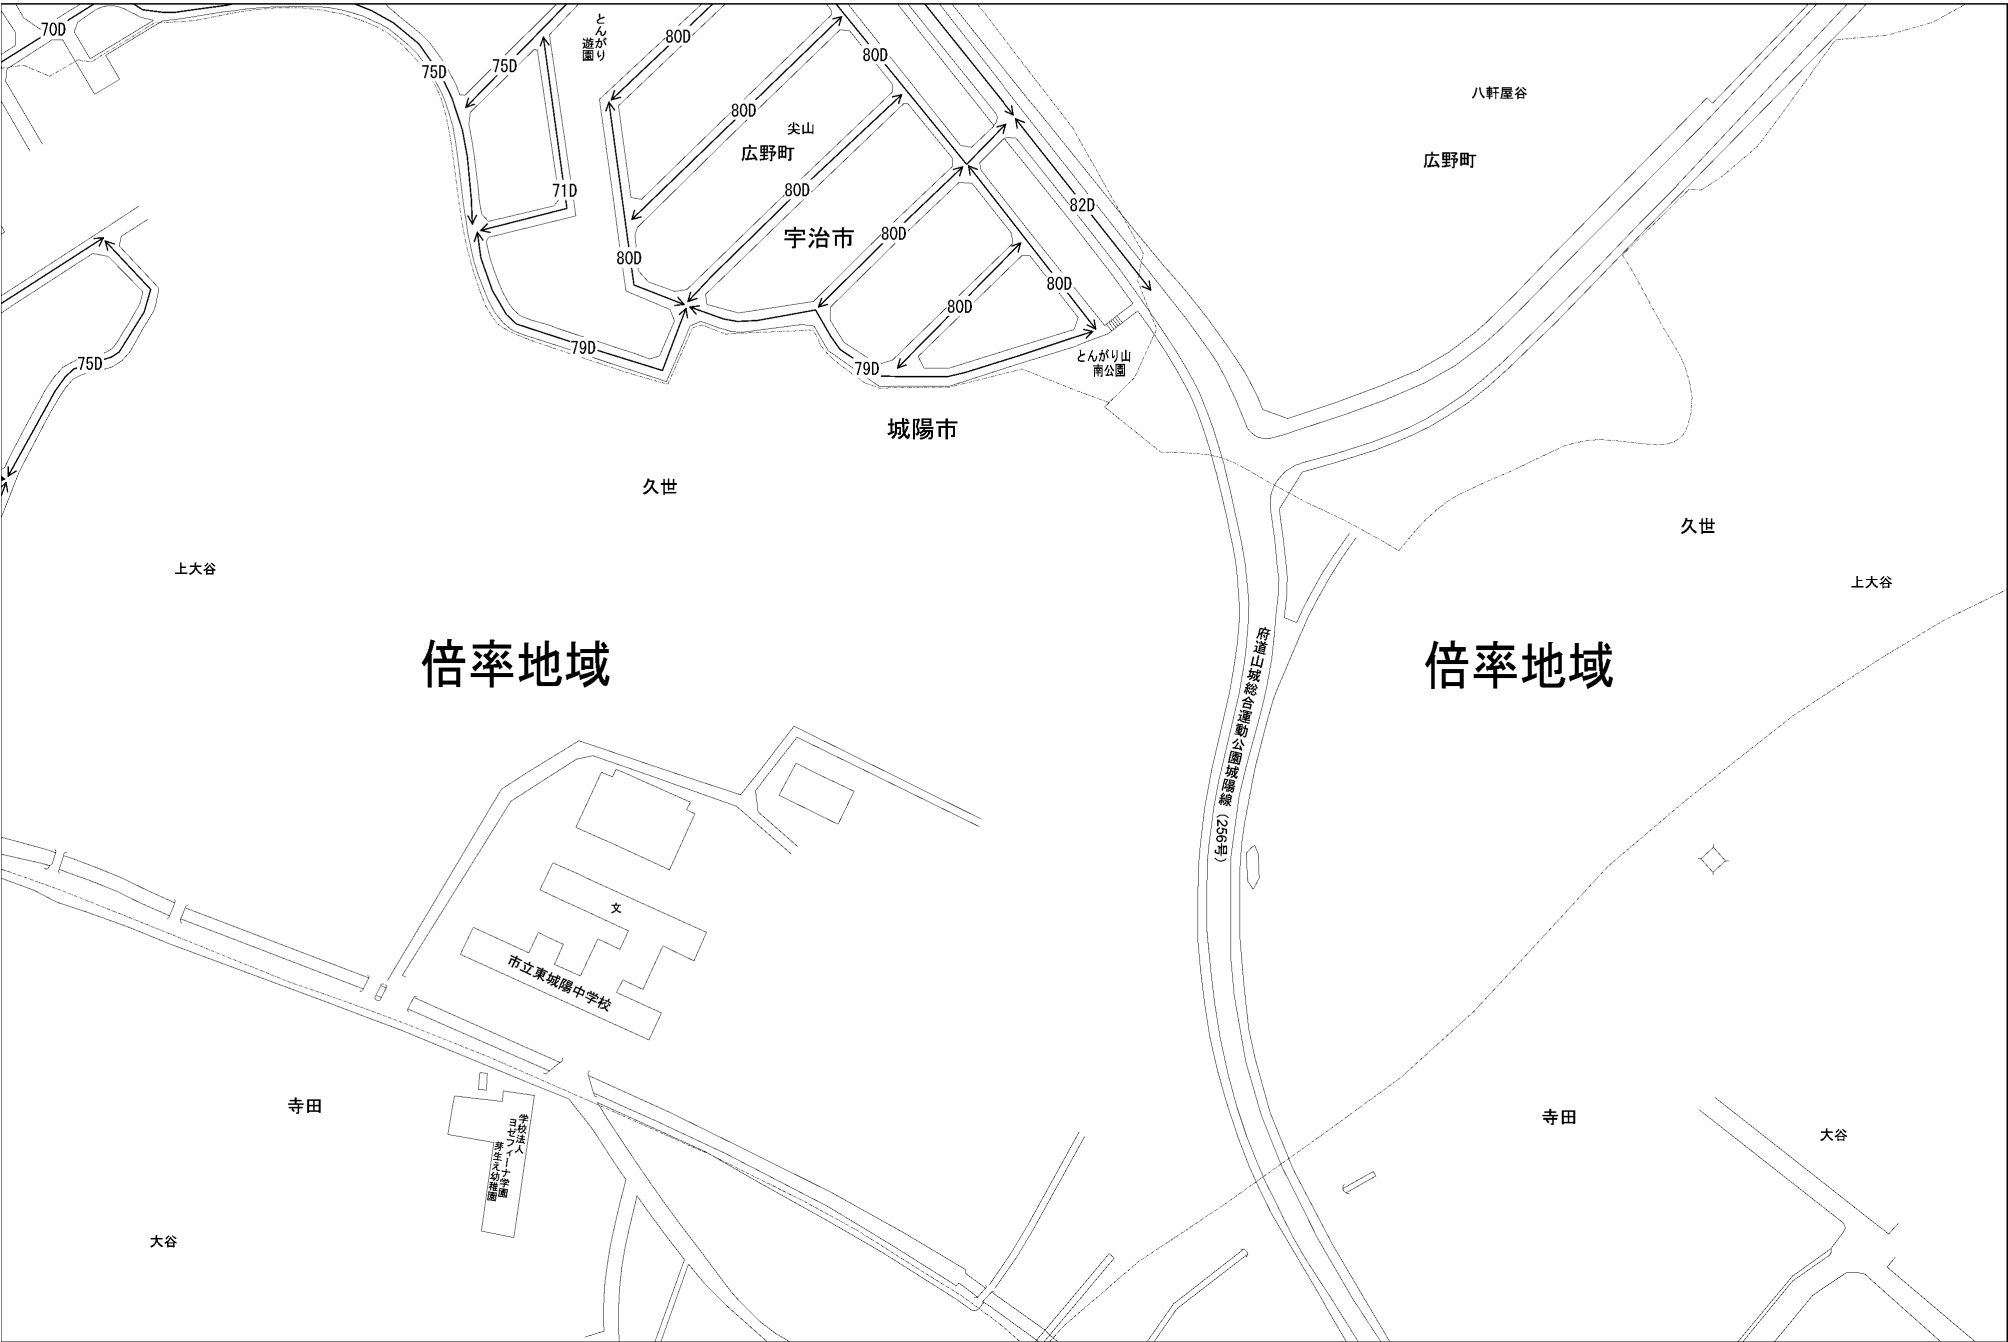 70D
75D
75D
とんがり
遊園
80D
80D
80D
尖山
広野町
八軒屋谷
広野町
71D
80D
82D
80D
宇治市
80D
80D
80D
75D
79D
79D
とんがり山
南公園
城陽市
久世
久世
上大谷
上大谷
倍率地域
倍率地域
府道山城総合運動公園城陽線(256号)
文
市立東城陽中学校
寺田
学校法人
ヨゼフィーナ学園
芽生え幼稚園
寺田
大谷
大谷